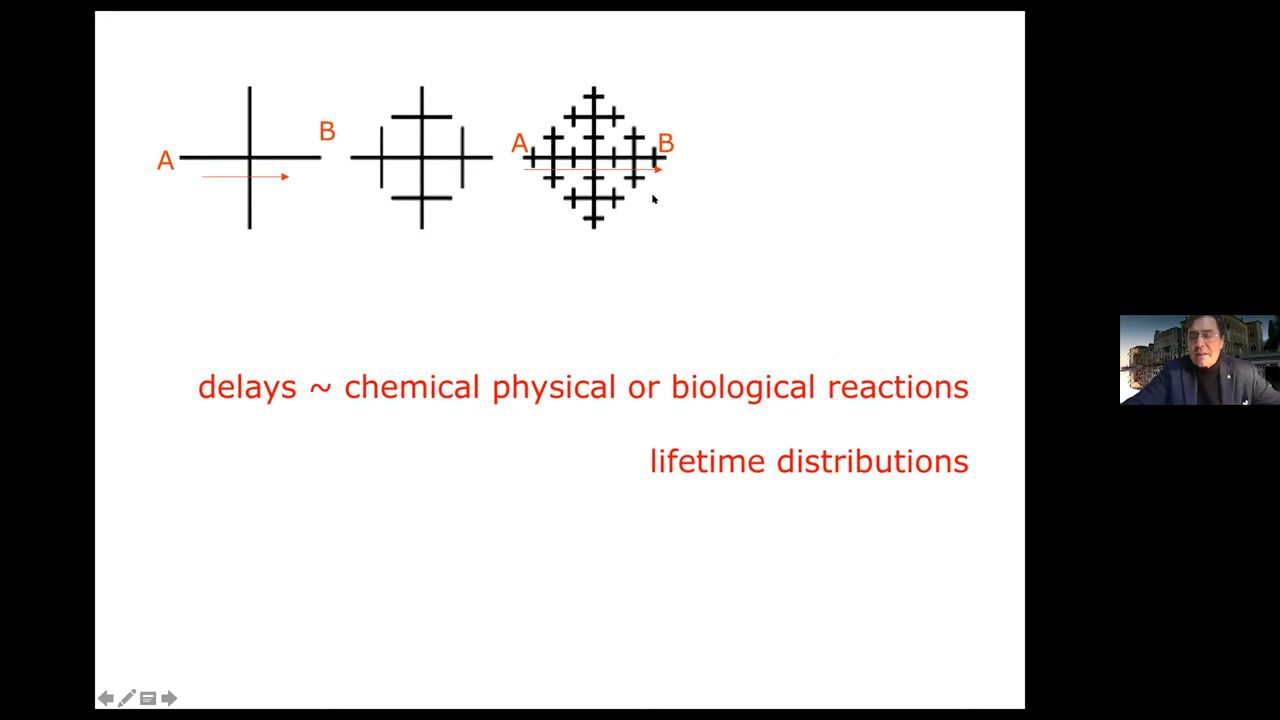 A
B
A
B
delays ~ chemical physical or biological reactions
lifetime distributions